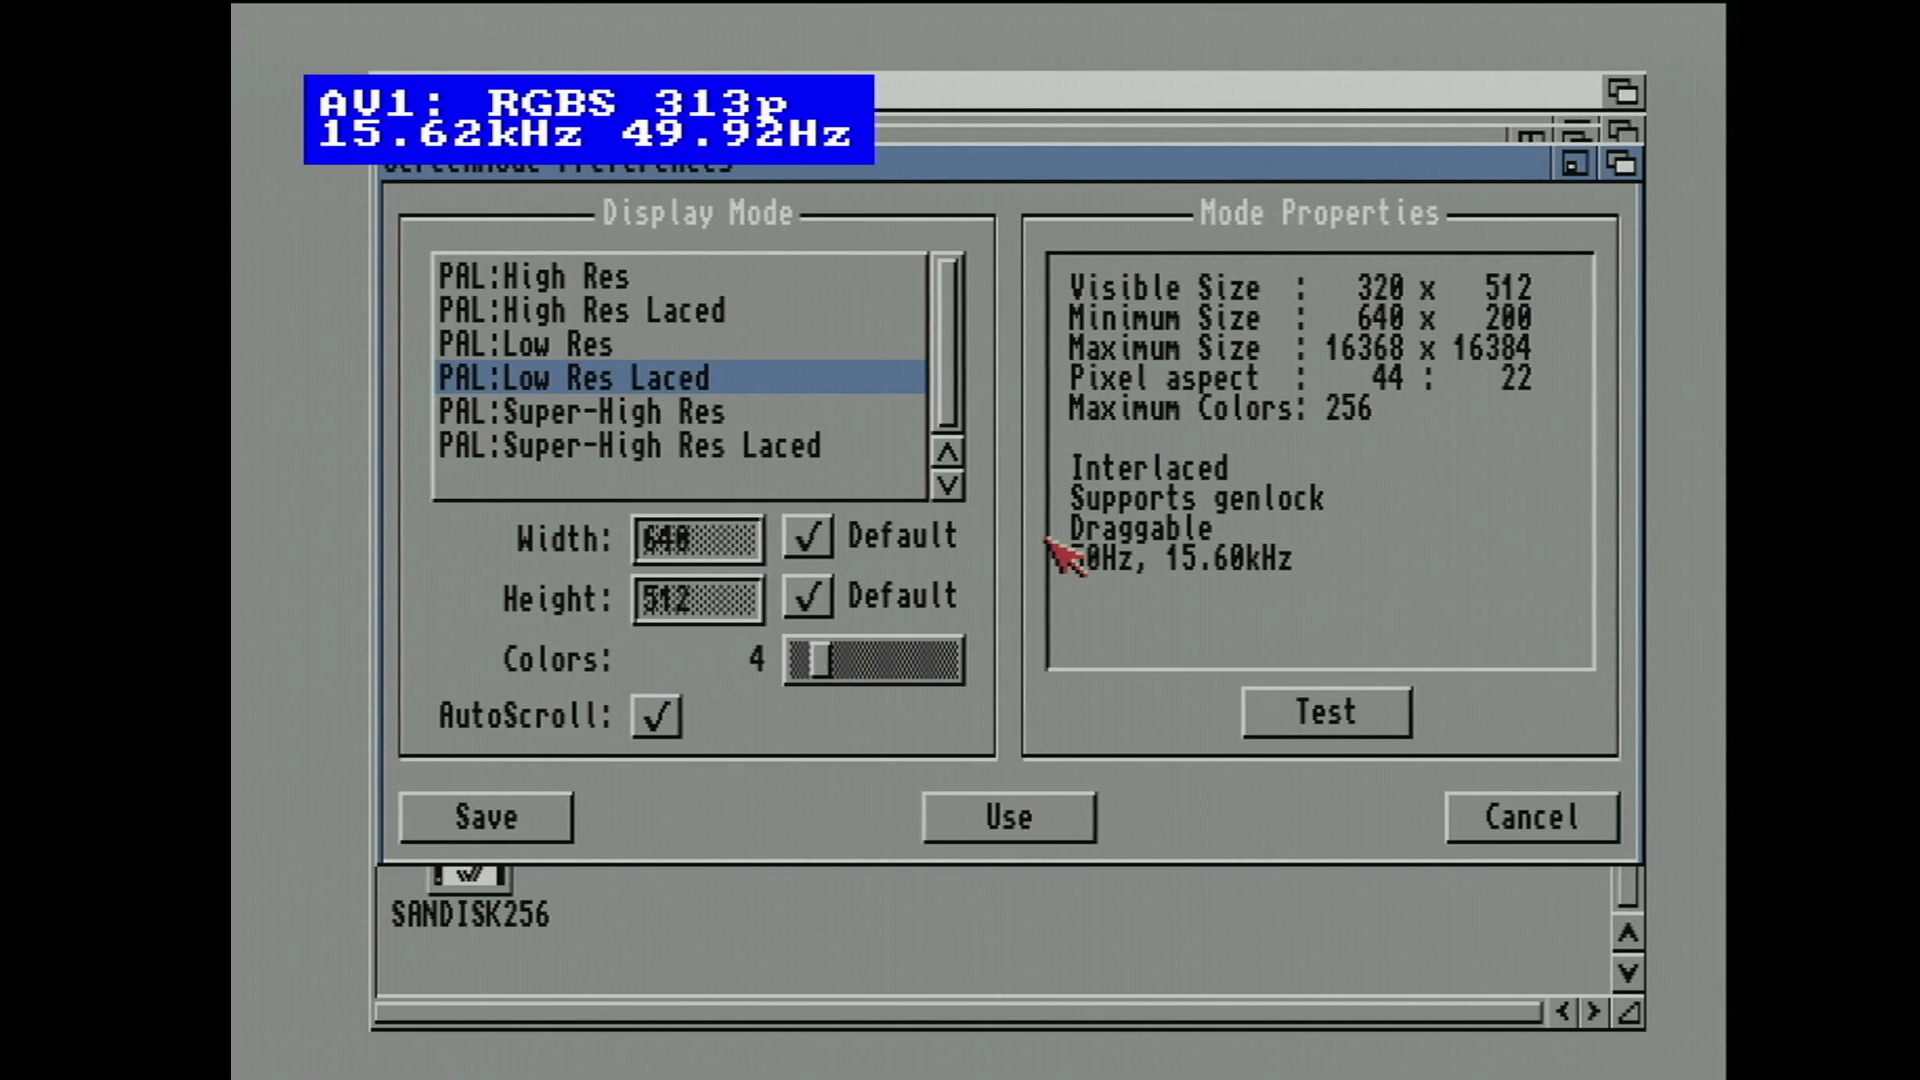 AV1: RGBS 313p
15.62kHz 49.92Hz
ScreenMode Preferences
Display Mode
PAL:High Res
PAL:High Res Laced
PAL:Low Res
PAL:Low Res Laced
PAL:Super-High Res
PAL:Super-High Res Laced
Width: 640 Default
Height: 512 Default
Colors: 4
AutoScroll:
Mode Properties
Visible Size : 320 x 512
Minimum Size : 640 x 200
Maximum Size : 16368 x 16384
Pixel aspect : 44 : 22
Maximum Colors: 256
Interlaced
Supports genlock
Draggable
50Hz, 15.60kHz
Test
Save
Use
Cancel
SANDISK256